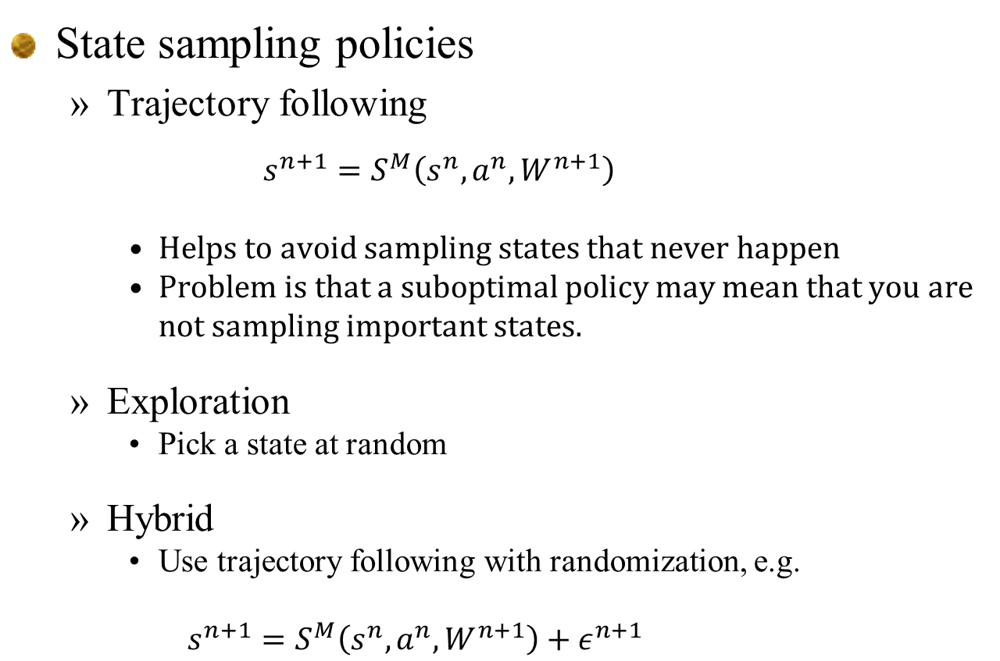 State sampling policies
» Trajectory following
$s^{n+1} = S^M(s^n, a^n, W^{n+1})$
• Helps to avoid sampling states that never happen
• Problem is that a suboptimal policy may mean that you are
not sampling important states.
» Exploration
• Pick a state at random
» Hybrid
• Use trajectory following with randomization, e.g.
$s^{n+1} = S^M(s^n, a^n, W^{n+1}) + \epsilon^{n+1}$